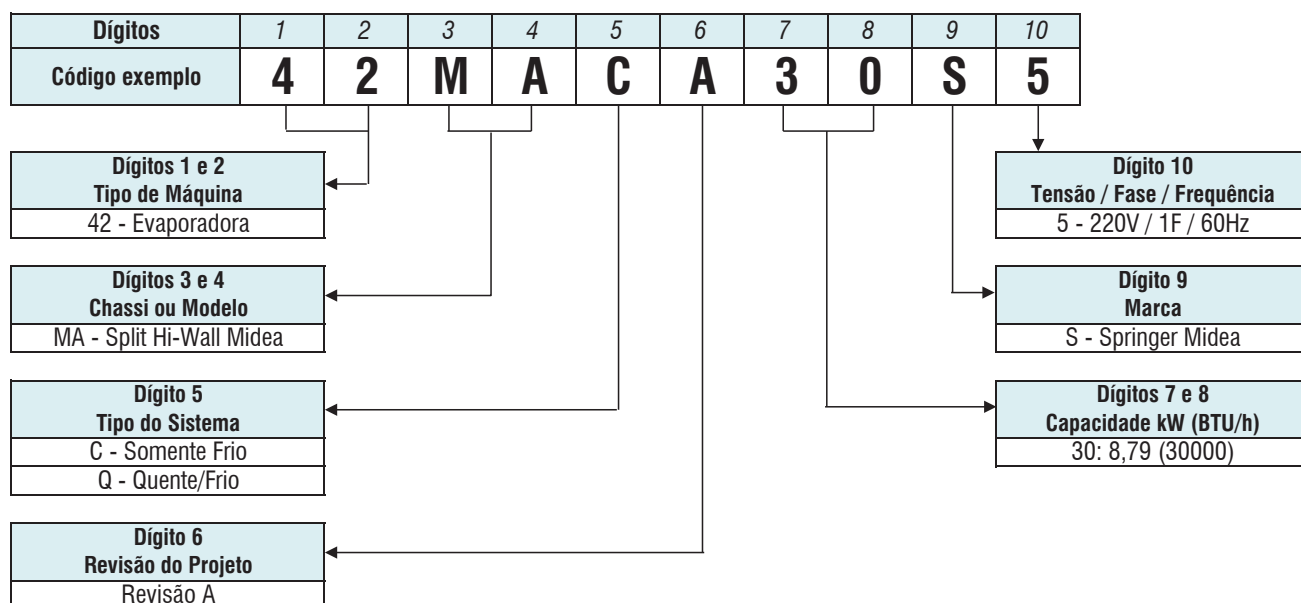 Dígitos 1 2 3 4 5 6 7 8 9 10
Código exemplo 4 2 M A C A 3 0 S 5
Dígitos 1 e 2
Tipo de Máquina
42 - Evaporadora
Dígito 10
Tensão / Fase / Frequência
5 - 220V / 1F / 60Hz
Dígitos 3 e 4
Chassi ou Modelo
MA - Split Hi-Wall Midea
Dígito 9
Marca
S - Springer Midea
Dígito 5
Tipo do Sistema
C - Somente Frio
Q - Quente/Frio
Dígitos 7 e 8
Capacidade kW (BTU/h)
30: 8,79 (30000)
Dígito 6
Revisão do Projeto
Revisão A